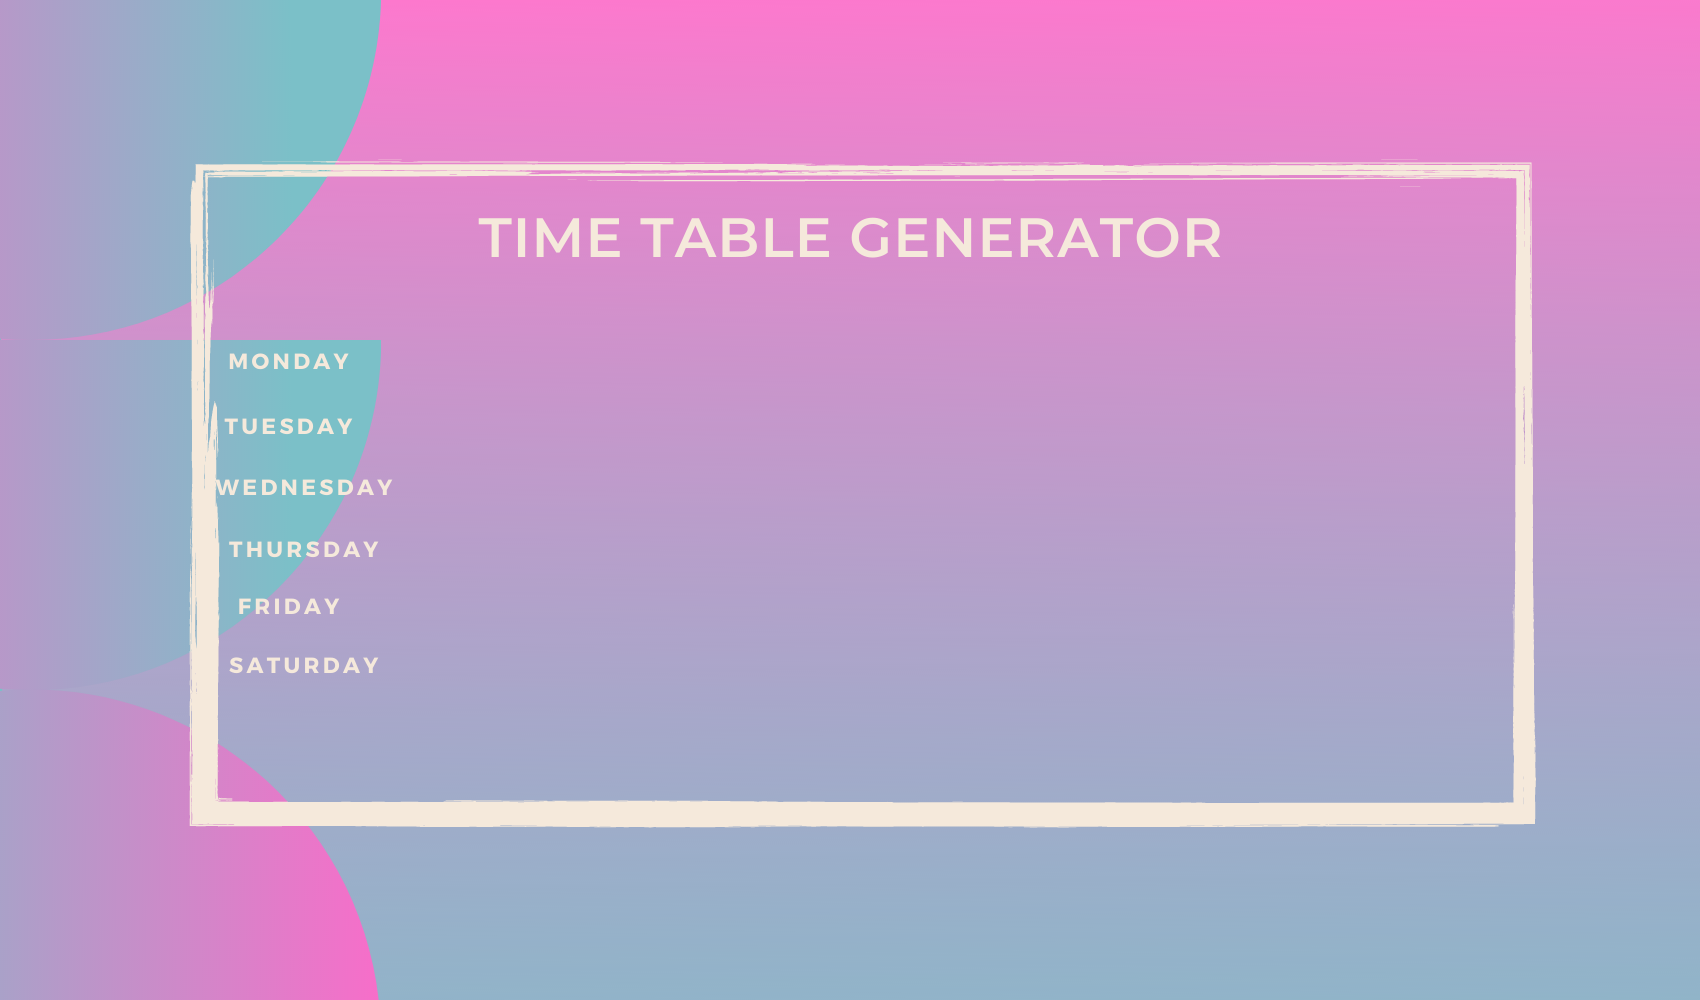 TIME TABLE GENERATOR
MONDAY
TUESDAY
WEDNESDAY
THURSDAY
FRIDAY
SATURDAY